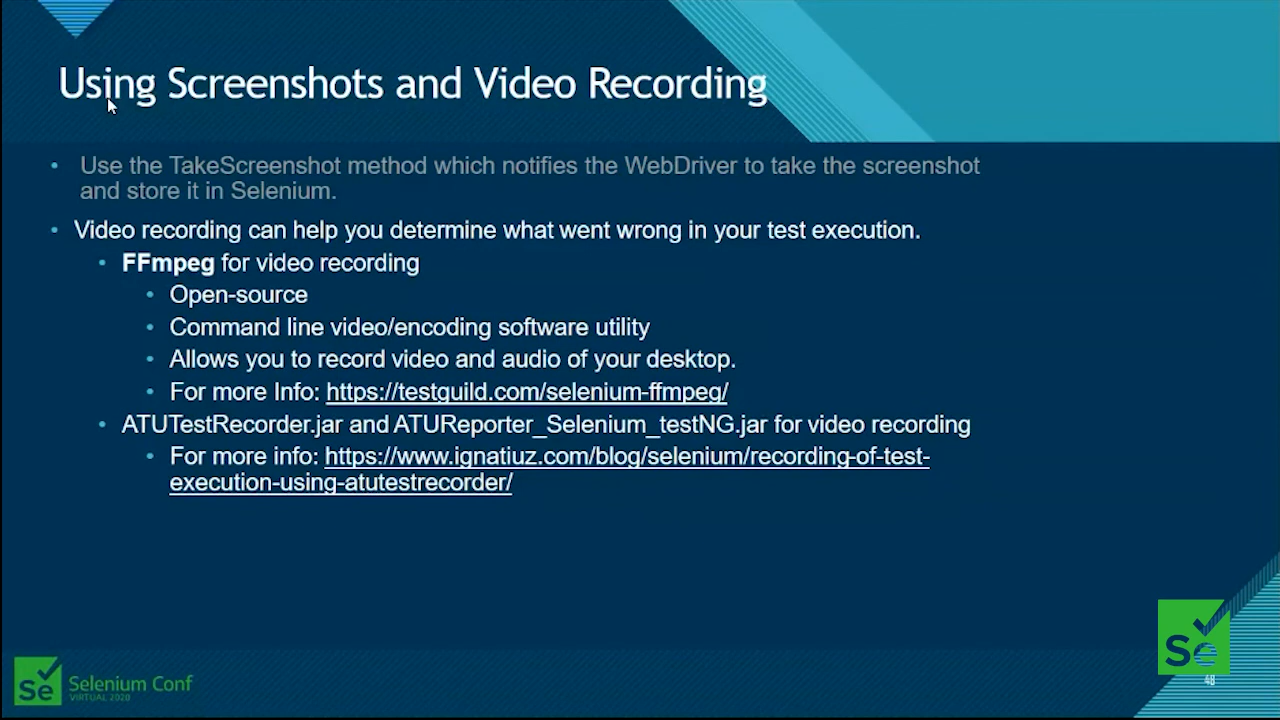 Using Screenshots and Video Recording
• Use the TakeScreenshot method which notifies the WebDriver to take the screenshot
and store it in Selenium.
• Video recording can help you determine what went wrong in your test execution.
• FFmpeg for video recording
• Open-source
• Command line video/encoding software utility
• Allows you to record video and audio of your desktop.
• For more Info: https://testguild.com/selenium-ffmpeg/
• ATUTestRecorder.jar and ATUReporter_Selenium_testNG.jar for video recording
• For more info: https://www.ignatiuz.com/blog/selenium/recording-of-test-
execution-using-atutestrecorder/
Se
48
Se Selenium Conf
VIRTUAL 2020